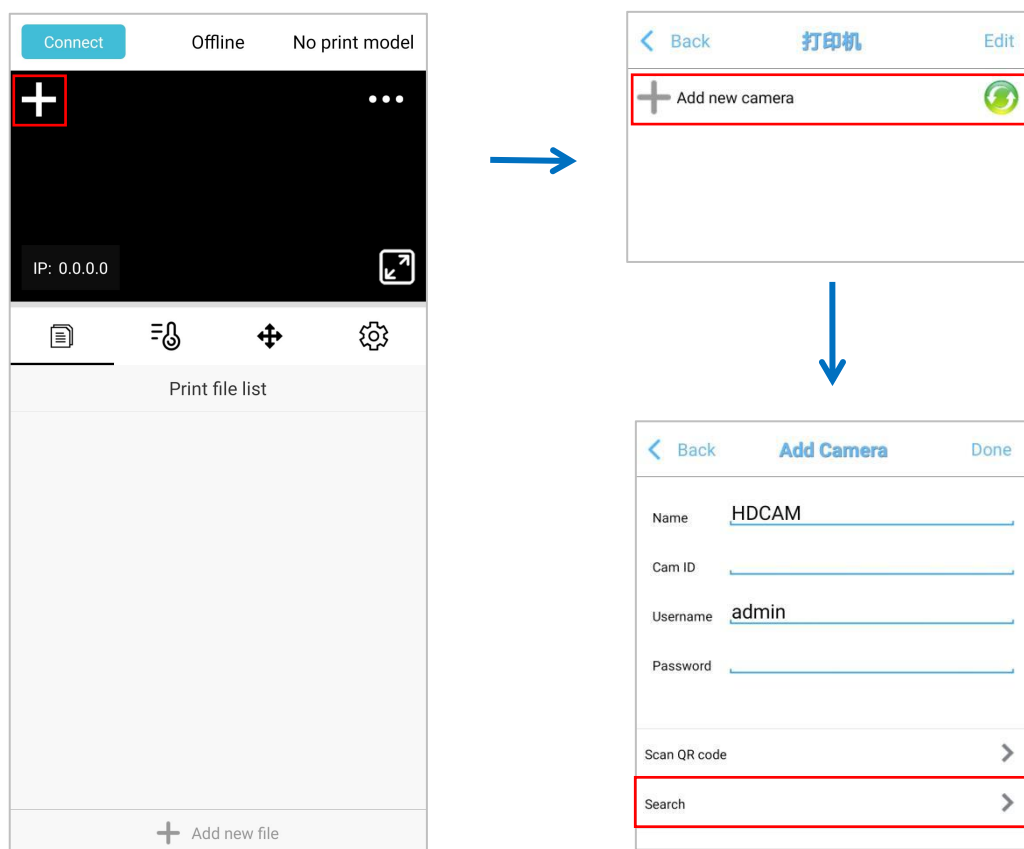 Connect Offline No print model
IP: 0.0.0.0
Print file list
Add new file
Back 打印机 Edit
Add new camera
Back Add Camera Done
Name HDCAM
Cam ID
Username admin
Password
Scan QR code
Search